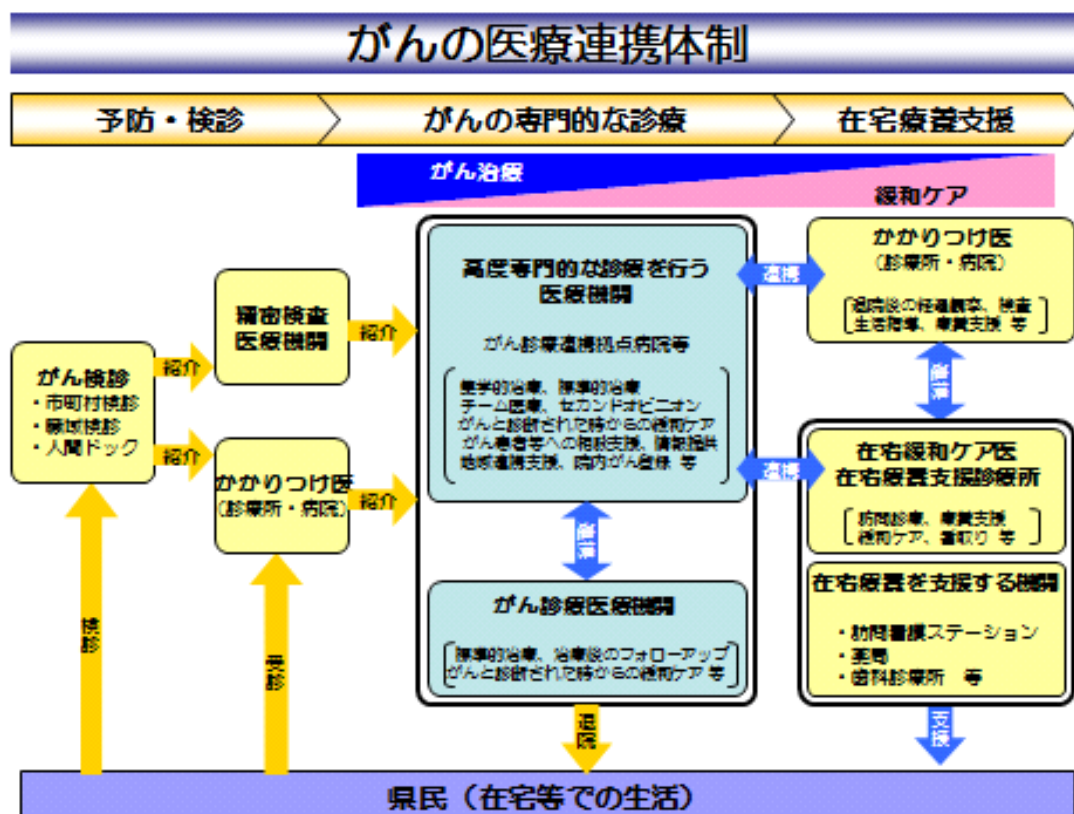 がんの医療連携体制
予防・検診
がんの専門的な診療
在宅療養支援
がん治療
緩和ケア
がん検診
・市町村検診
・職域検診
・人間ドック
紹介
紹介
精密検査
医療機関
かかりつけ医
(診療所・病院)
紹介
紹介
高度専門的な診療を行う
医療機関
がん診療連携拠点病院等
集学的治療、標準的治療
チーム医療、セカンドオピニオン
がんと診断された時からの緩和ケア
がん患者等への相談支援、情報提供
地域連携支援、院内がん登録 等
連携
がん診療医療機関
標準的治療、治療後のフォローアップ
がんと診断された時からの緩和ケア 等
連携
連携
かかりつけ医
(診療所・病院)
退院後の経過観察、検査
生活指導、療養支援 等
連携
在宅緩和ケア医
在宅療養支援診療所
訪問診療、療養支援
緩和ケア、看取り 等
在宅療養を支援する機関
・訪問看護ステーション
・薬局
・歯科診療所 等
検診
受診
退院
支援
県民(在宅等での生活)